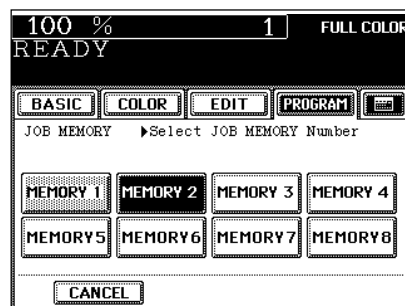 100 % 1 FULL COLOR
READY
BASIC COLOR EDIT PROGRAM
JOB MEMORY ▶Select JOB MEMORY Number
MEMORY 1 MEMORY 2 MEMORY 3 MEMORY 4
MEMORY5 MEMORY6 MEMORY7 MEMORY8
CANCEL